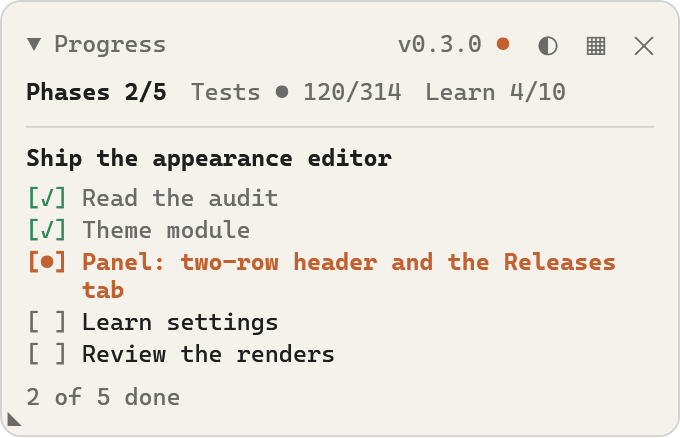 ▼ Progress v0.3.0 ●
Phases 2/5 Tests ● 120/314 Learn 4/10
Ship the appearance editor
[✓] Read the audit
[✓] Theme module
[●] Panel: two-row header and the Releases
tab
[ ] Learn settings
[ ] Review the renders
2 of 5 done